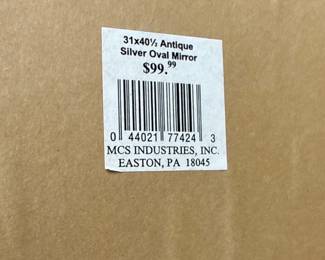 31x40½ Antique
Silver Oval Mirror
$99.99
0 44021 77424 3
MCS INDUSTRIES, INC.
EASTON, PA 18045